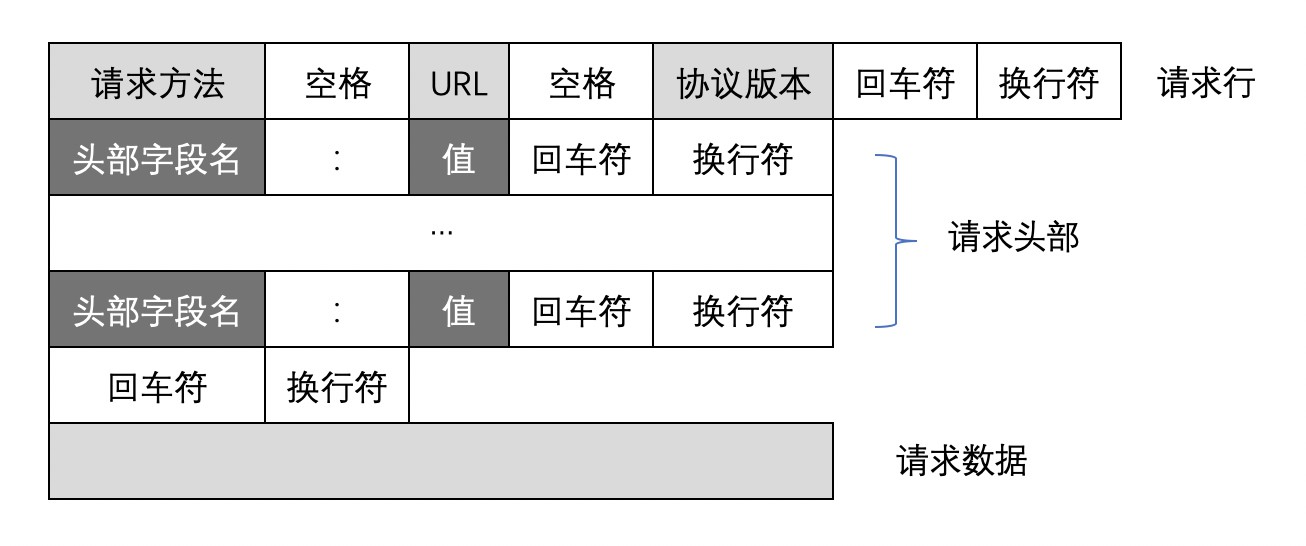 请求方法 空格 URL 空格 协议版本 回车符 换行符 请求行
头部字段名 : 值 回车符 换行符
...
请求头部
头部字段名 : 值 回车符 换行符
回车符 换行符
请求数据